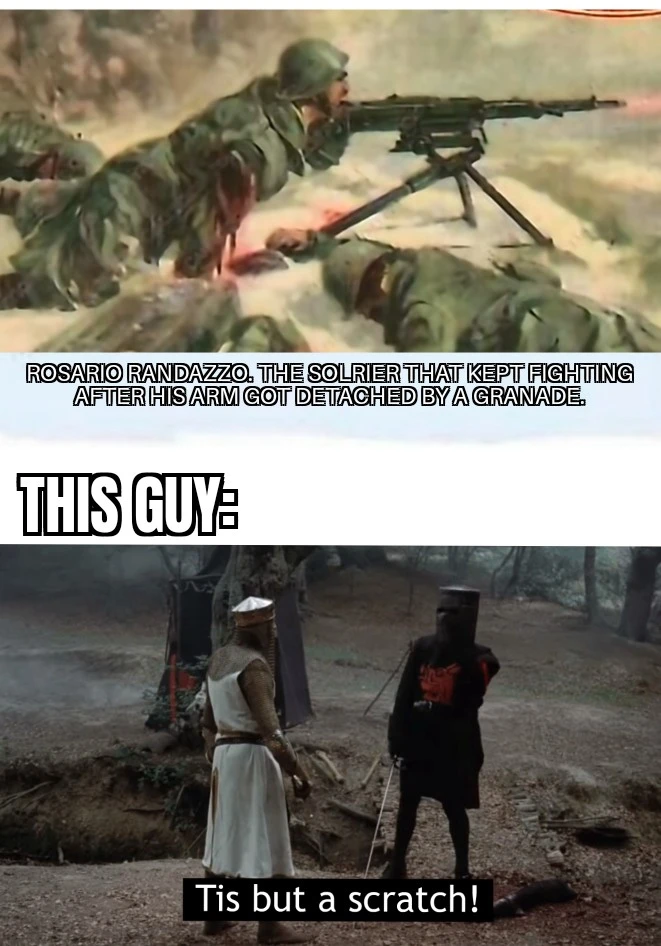 ROSARIO RANDAZZO. THE SOLRIER THAT KEPT FIGHTING
AFTER HIS ARM GOT DETACHED BY A GRANADE.
THIS GUY:
Tis but a scratch!